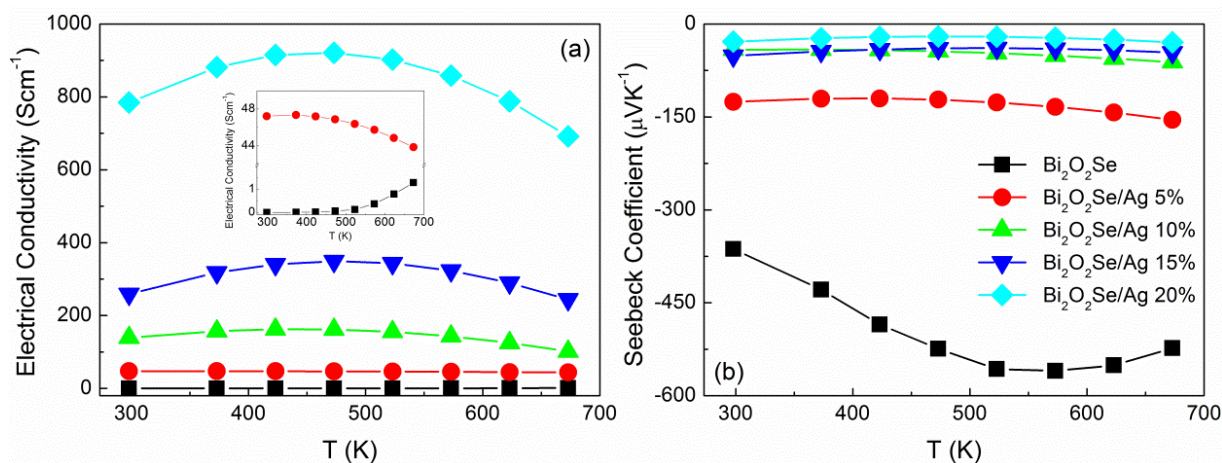 (a)
Electrical Conductivity (Scm⁻¹)
1000
800
600
400
200
0
300
400
500
600
700
T (K)
Electrical Conductivity (Scm⁻¹)
48
44
1
0
300 400 500 600 700
T (K)
(b)
Seebeck Coefficient (μVK⁻¹)
0
-150
-300
-450
-600
Bi₂O₂Se
Bi₂O₂Se/Ag 5%
Bi₂O₂Se/Ag 10%
Bi₂O₂Se/Ag 15%
Bi₂O₂Se/Ag 20%
300
400
500
600
700
T (K)